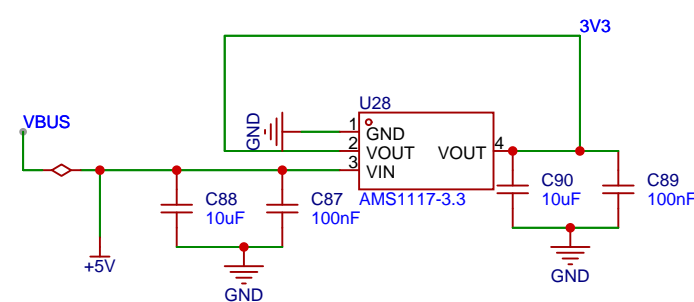 3V3
U28
VBUS
GND
1
GND
2
VOUT
VOUT
4
3
VIN
AMS1117-3.3
C88
10uF
C87
100nF
C90
10uF
C89
100nF
+5V
GND
GND